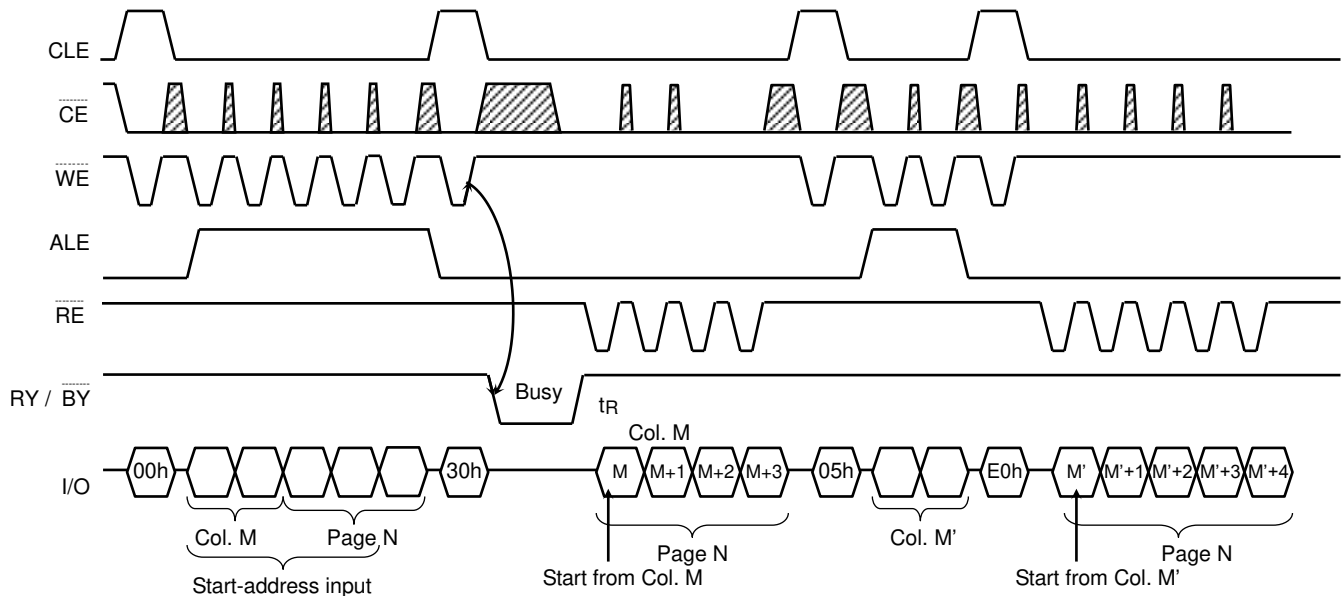 CLE
CE
WE
ALE
RE
RY / BY
Busy
tR
Col. M
I/O
00h
30h
M
M+1
M+2
M+3
05h
E0h
M'
M'+1
M'+2
M'+3
M'+4
Col. M
Page N
Page N
Col. M’
Page N
Start-address input
Start from Col. M
Start from Col. M’